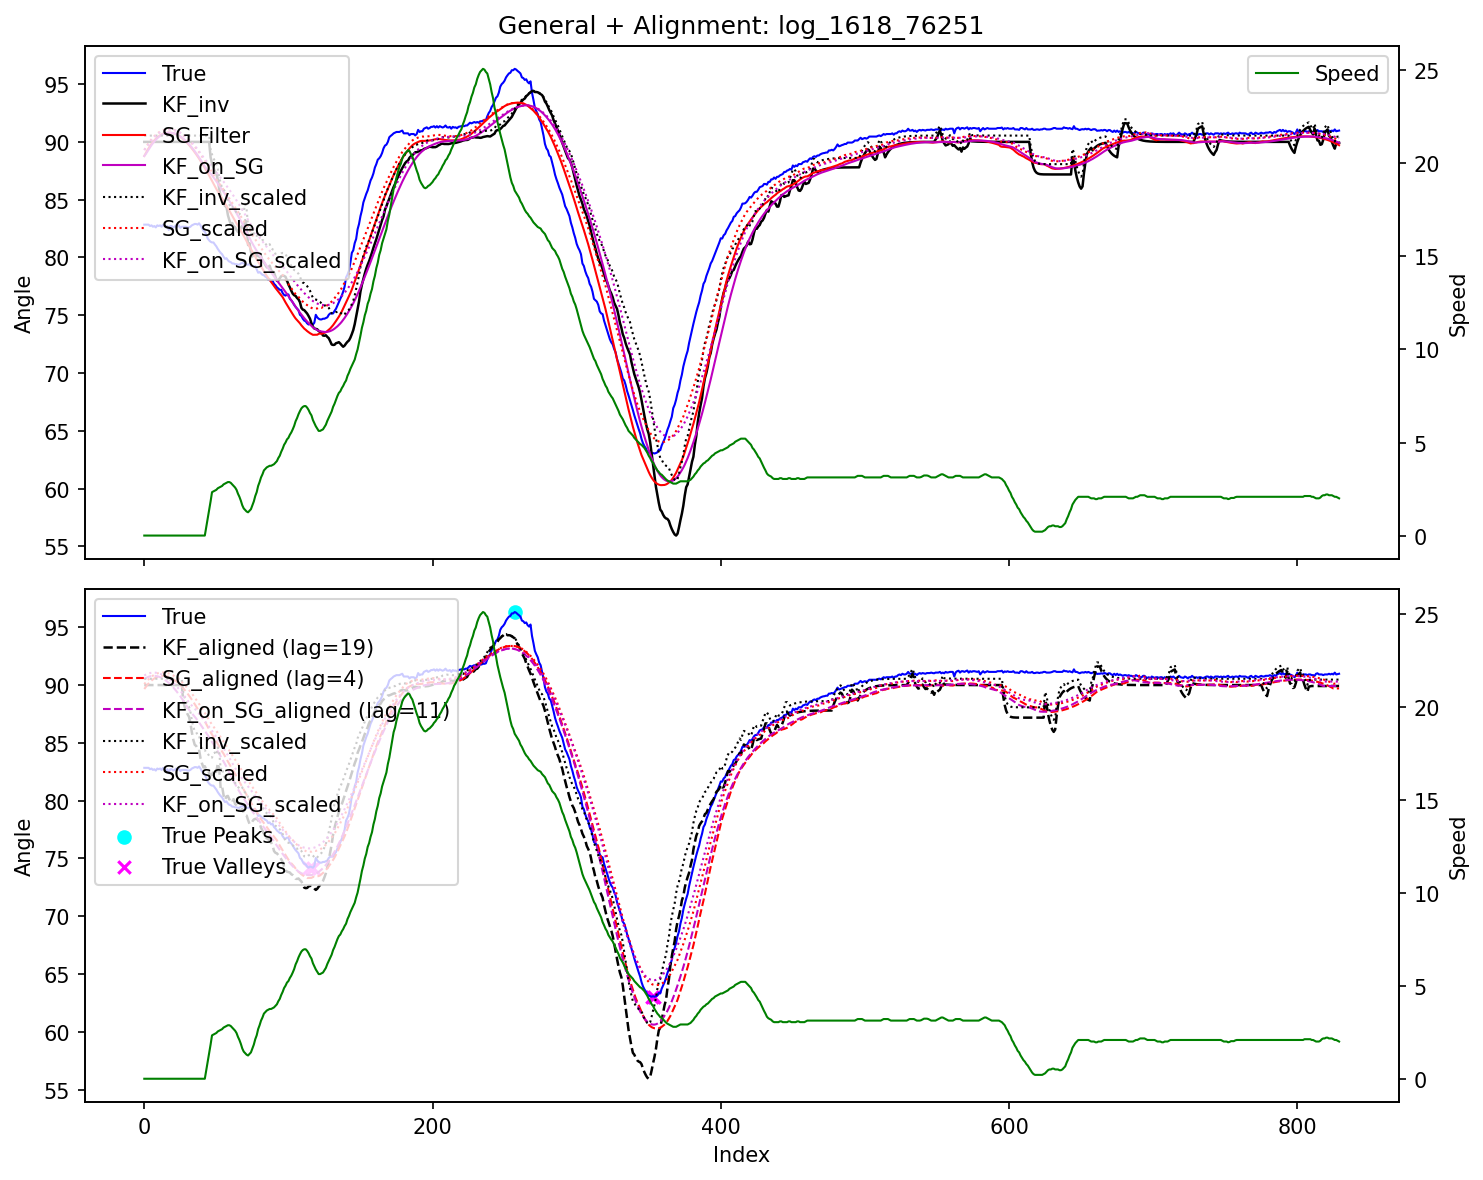 General + Alignment: log_1618_76251
True
KF_inv
SG Filter
KF_on_SG
KF_inv_scaled
SG_scaled
KF_on_SG_scaled
Speed
95
90
85
80
75
70
65
60
55
Angle
25
20
15
10
5
0
Speed
True
KF_aligned (lag=19)
SG_aligned (lag=4)
KF_on_SG_aligned (lag=11)
KF_inv_scaled
SG_scaled
KF_on_SG_scaled
True Peaks
True Valleys
95
90
85
80
75
70
65
60
55
Angle
25
20
15
10
5
0
Speed
0 200 400 600 800
Index